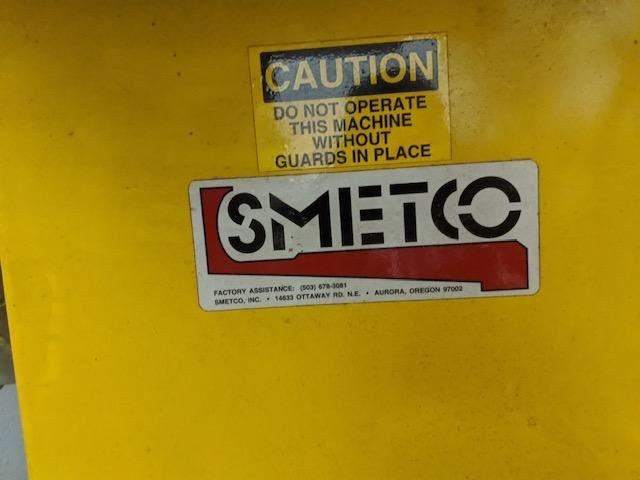 CAUTION
DO NOT OPERATE
THIS MACHINE
WITHOUT
GUARDS IN PLACE
SMETCO
FACTORY ASSISTANCE: (503) 678-3081
SMETCO, INC. • 14633 OTTAWAY RD. N.E. • AURORA, OREGON 97002